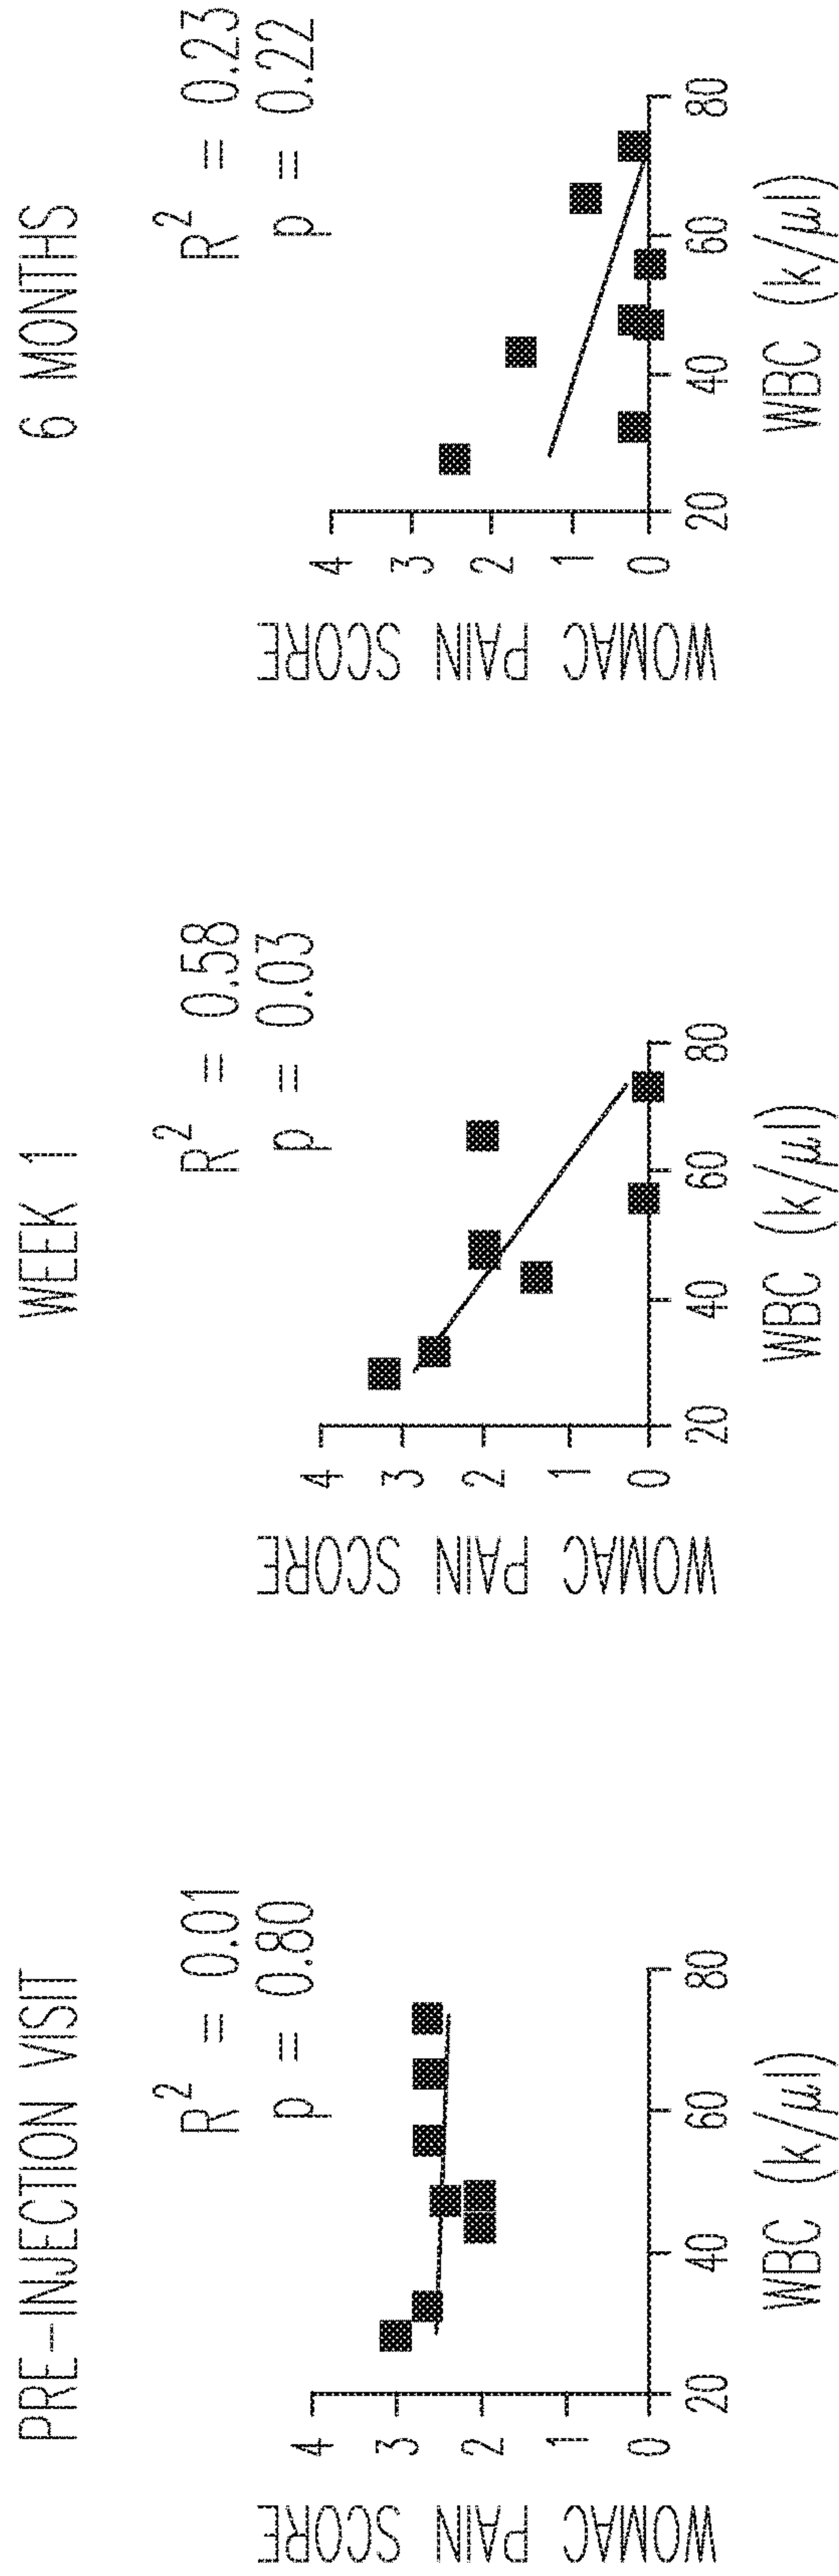 PRE-INJECTION VISIT
R2 = 0.01
p = 0.80
WOMAC PAIN SCORE
4
3
2
1
0
20 40 60 80
WBC (k/µl)
WEEK 1
R2 = 0.58
p = 0.03
WOMAC PAIN SCORE
4
3
2
1
0
20 40 60 80
WBC (k/µl)
6 MONTHS
R2 = 0.23
p = 0.22
WOMAC PAIN SCORE
4
3
2
1
0
20 40 60 80
WBC (k/µl)